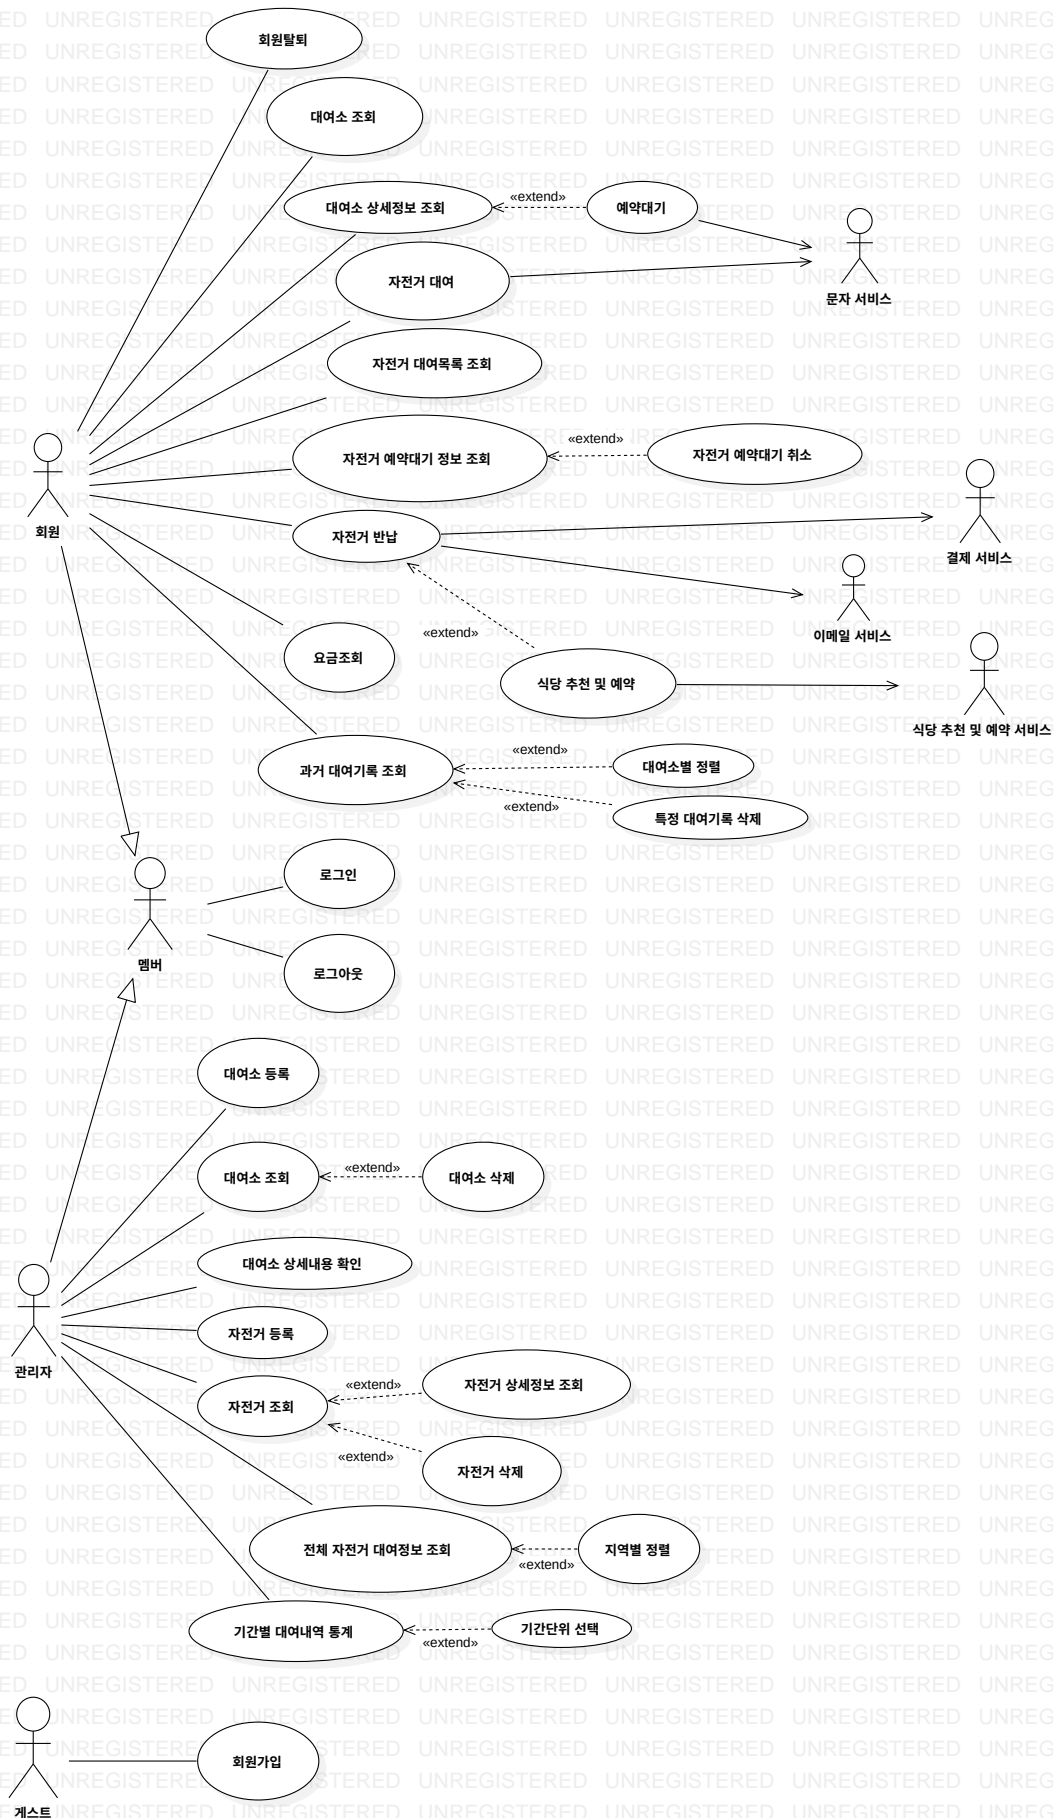 회원탈퇴
대여소 조회
대여소 상세정보 조회
«extend»
예약대기
자전거 대여
문자 서비스
자전거 대여목록 조회
자전거 예약대기 정보 조회
«extend»
자전거 예약대기 취소
회원
자전거 반납
결제 서비스
이메일 서비스
«extend»
요금조회
식당 추천 및 예약
식당 추천 및 예약 서비스
과거 대여기록 조회
«extend»
대여소별 정렬
«extend»
특정 대여기록 삭제
로그인
멤버
로그아웃
대여소 등록
대여소 조회
«extend»
대여소 삭제
대여소 상세내용 확인
자전거 등록
관리자
자전거 조회
«extend»
자전거 상세정보 조회
«extend»
자전거 삭제
전체 자전거 대여정보 조회
«extend»
지역별 정렬
기간별 대여내역 통계
«extend»
기간단위 선택
회원가입
게스트
UNREGISTERED